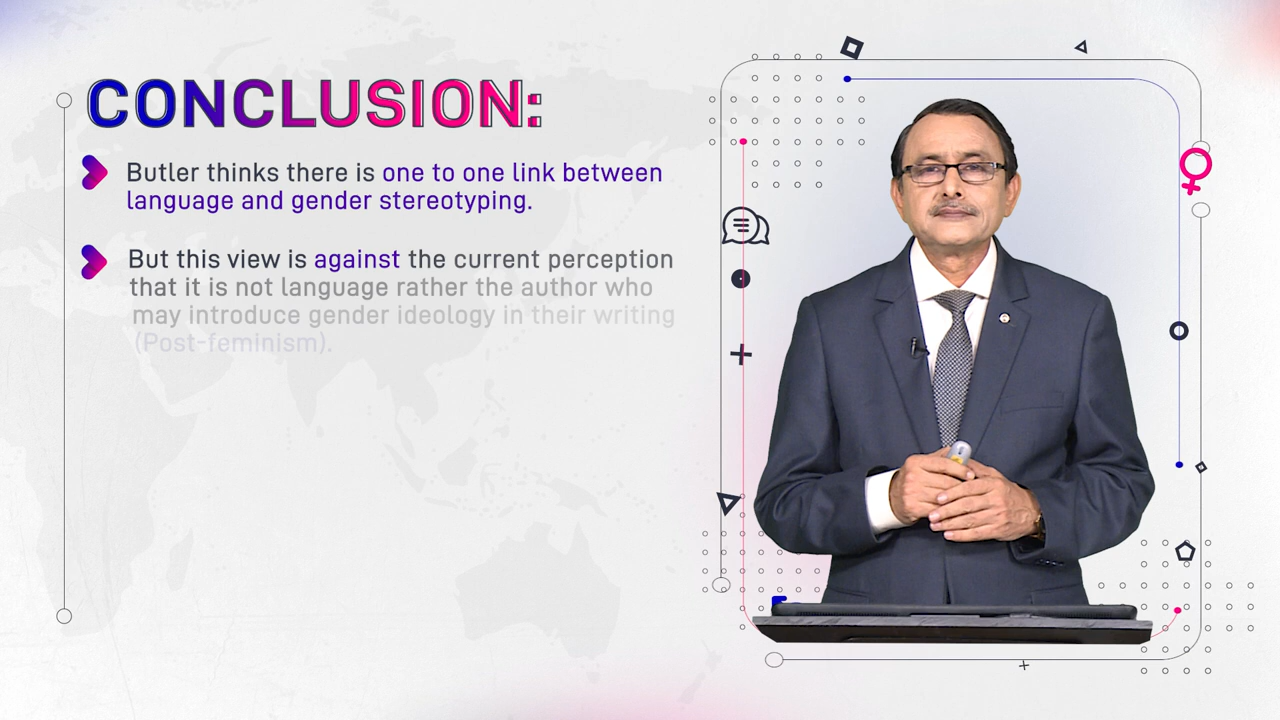 CONCLUSION:
Butler thinks there is one to one link between
language and gender stereotyping.
But this view is against the current perception
that it is not language rather the author who
may introduce gender ideology in their writing
(Post-feminism).